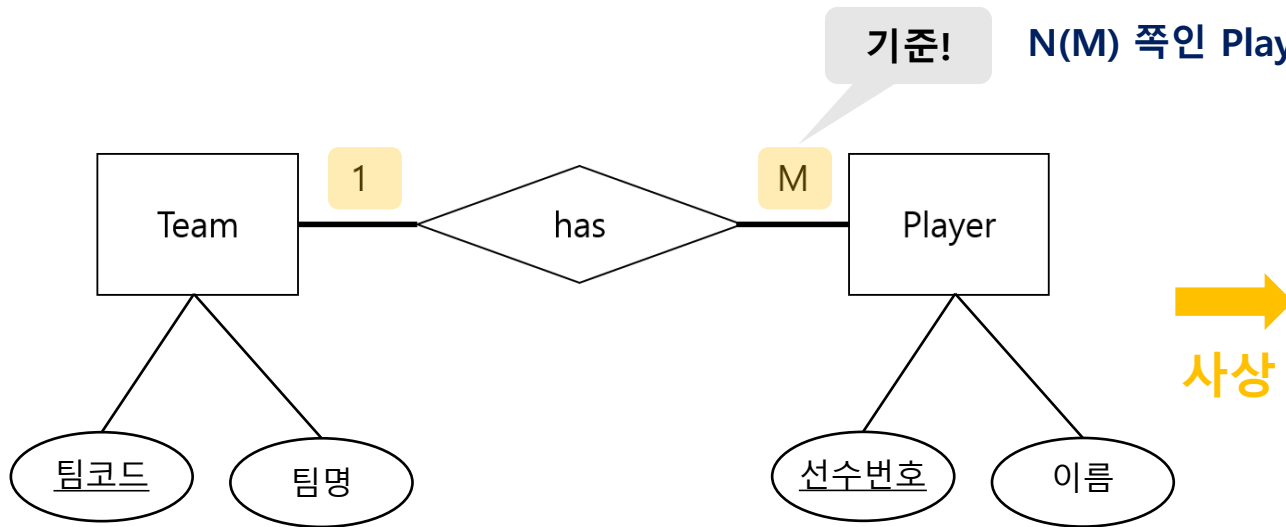 기준!
N(M) 쪽인 Play
1
M
Team
has
Player
사상
팀코드
팀명
선수번호
이름